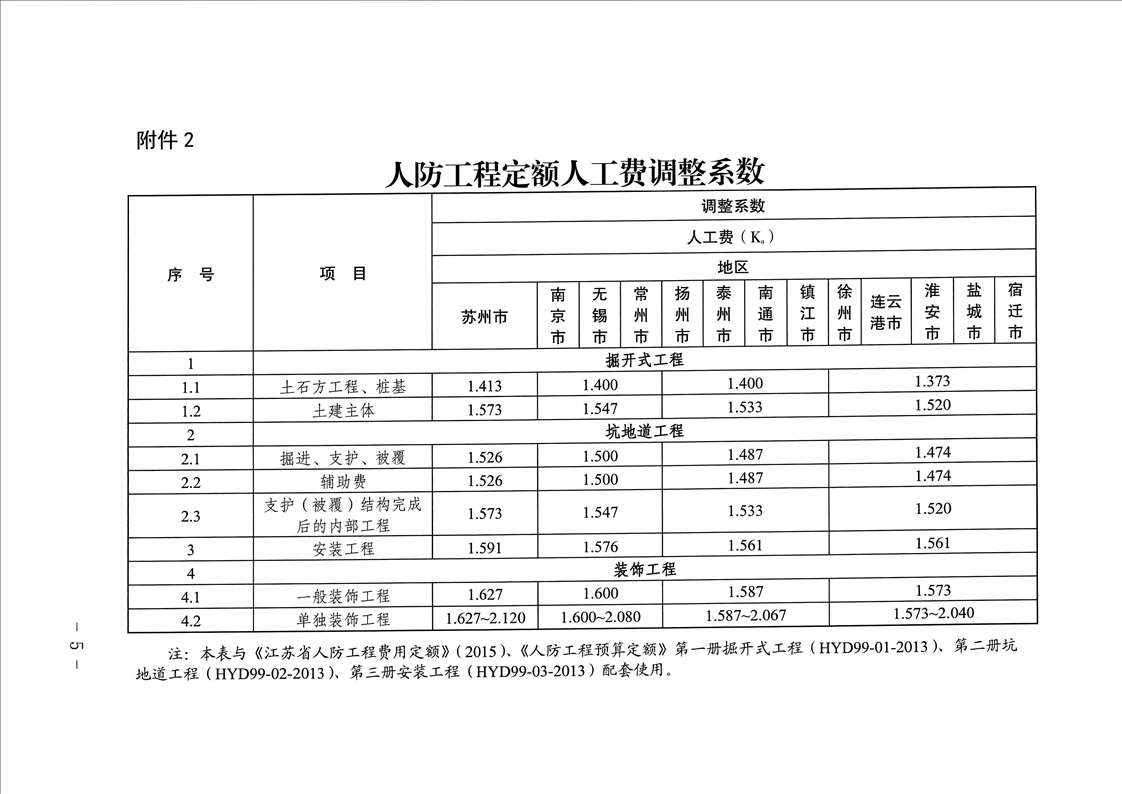 附件 2
人防工程定额人工费调整系数
序 号 项 目 调整系数
人工费（Kₐ）
地区
苏州市 南京市 无锡市 常州市 扬州市 泰州市 南通市 镇江市 徐州市 连云港市 淮安市 盐城市 宿迁市
1 掘开式工程
1.1 土石方工程、桩基 1.413 1.400 1.400 1.373
1.2 土建主体 1.573 1.547 1.533 1.520
2 坑地道工程
2.1 掘进、支护、被覆 1.526 1.500 1.487 1.474
2.2 辅助费 1.526 1.500 1.487 1.474
2.3 支护（被覆）结构完成后的内部工程 1.573 1.547 1.533 1.520
3 安装工程 1.591 1.576 1.561 1.561
4 装饰工程
4.1 一般装饰工程 1.627 1.600 1.587 1.573
4.2 单独装饰工程 1.627~2.120 1.600~2.080 1.587~2.067 1.573~2.040
注：本表与《江苏省人防工程费用定额》（2015）、《人防工程预算定额》第一册掘开式工程（HYD99-01-2013）、第二册坑
地道工程（HYD99-02-2013）、第三册安装工程（HYD99-03-2013）配套使用。
– 5 –